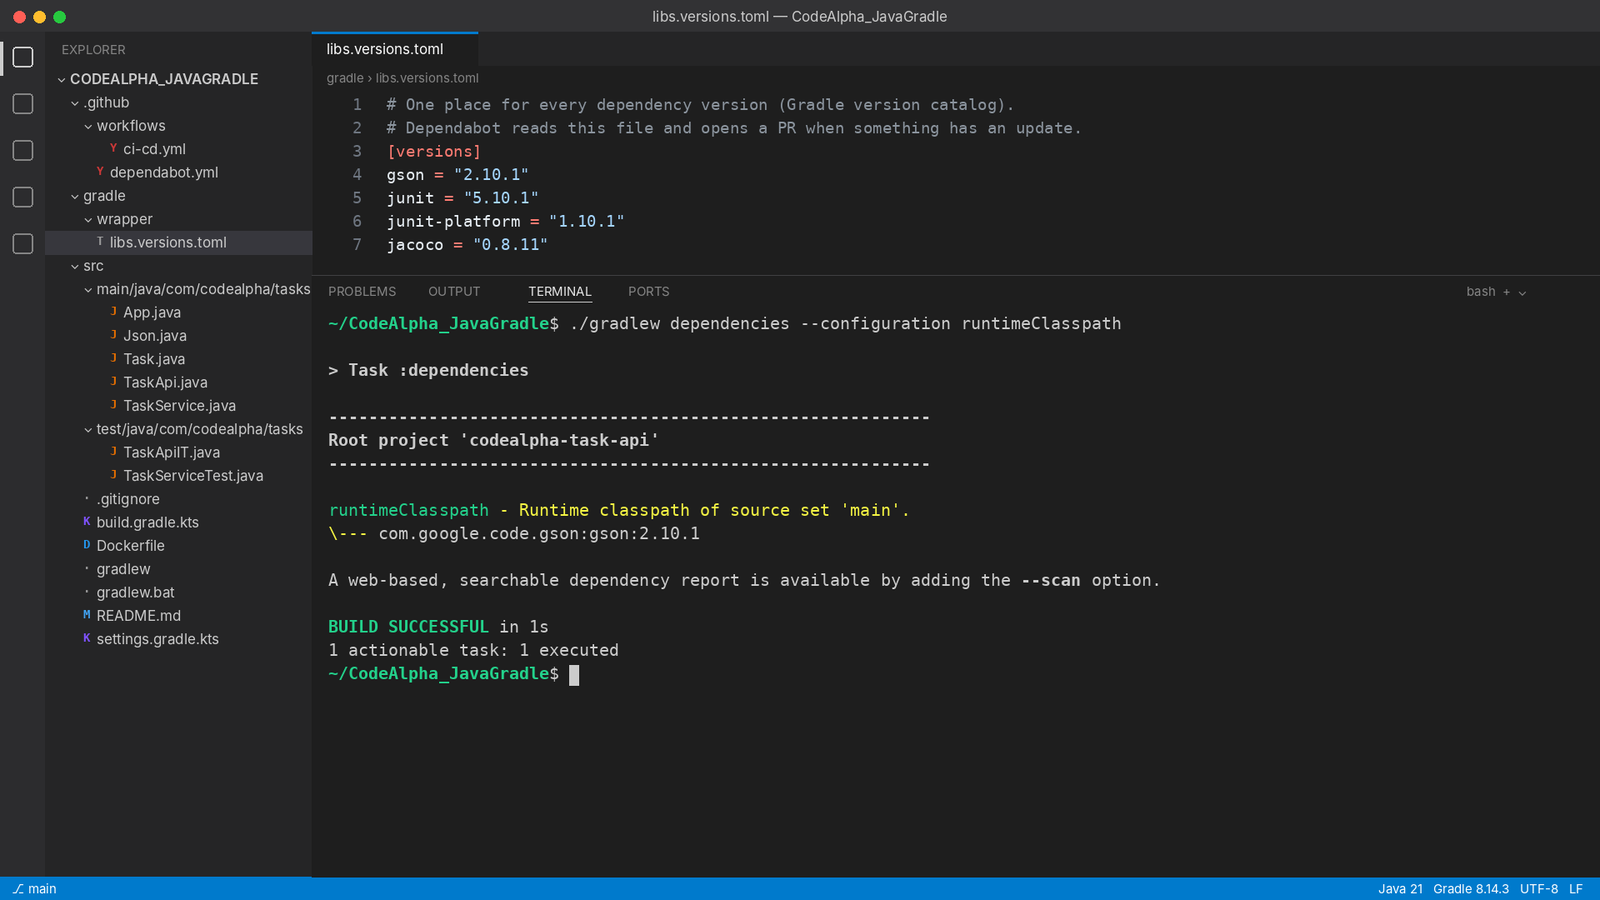 libs.versions.toml — CodeAlpha_JavaGradle
EXPLORER
CODEALPHA_JAVAGRADLE
.github
workflows
Y ci-cd.yml
Y dependabot.yml
gradle
wrapper
T libs.versions.toml
src
main/java/com/codealpha/tasks
J App.java
J Json.java
J Task.java
J TaskApi.java
J TaskService.java
test/java/com/codealpha/tasks
J TaskApiIT.java
J TaskServiceTest.java
· .gitignore
K build.gradle.kts
D Dockerfile
· gradlew
· gradlew.bat
M README.md
K settings.gradle.kts
libs.versions.toml
gradle › libs.versions.toml
1 # One place for every dependency version (Gradle version catalog).
2 # Dependabot reads this file and opens a PR when something has an update.
3 [versions]
4 gson = "2.10.1"
5 junit = "5.10.1"
6 junit-platform = "1.10.1"
7 jacoco = "0.8.11"
PROBLEMS OUTPUT TERMINAL PORTS bash +
~/CodeAlpha_JavaGradle$ ./gradlew dependencies --configuration runtimeClasspath
> Task :dependencies
------------------------------------------------------------
Root project 'codealpha-task-api'
------------------------------------------------------------
runtimeClasspath - Runtime classpath of source set 'main'.
\--- com.google.code.gson:gson:2.10.1
A web-based, searchable dependency report is available by adding the --scan option.
BUILD SUCCESSFUL in 1s
1 actionable task: 1 executed
~/CodeAlpha_JavaGradle$
⎇ main
Java 21 Gradle 8.14.3 UTF-8 LF